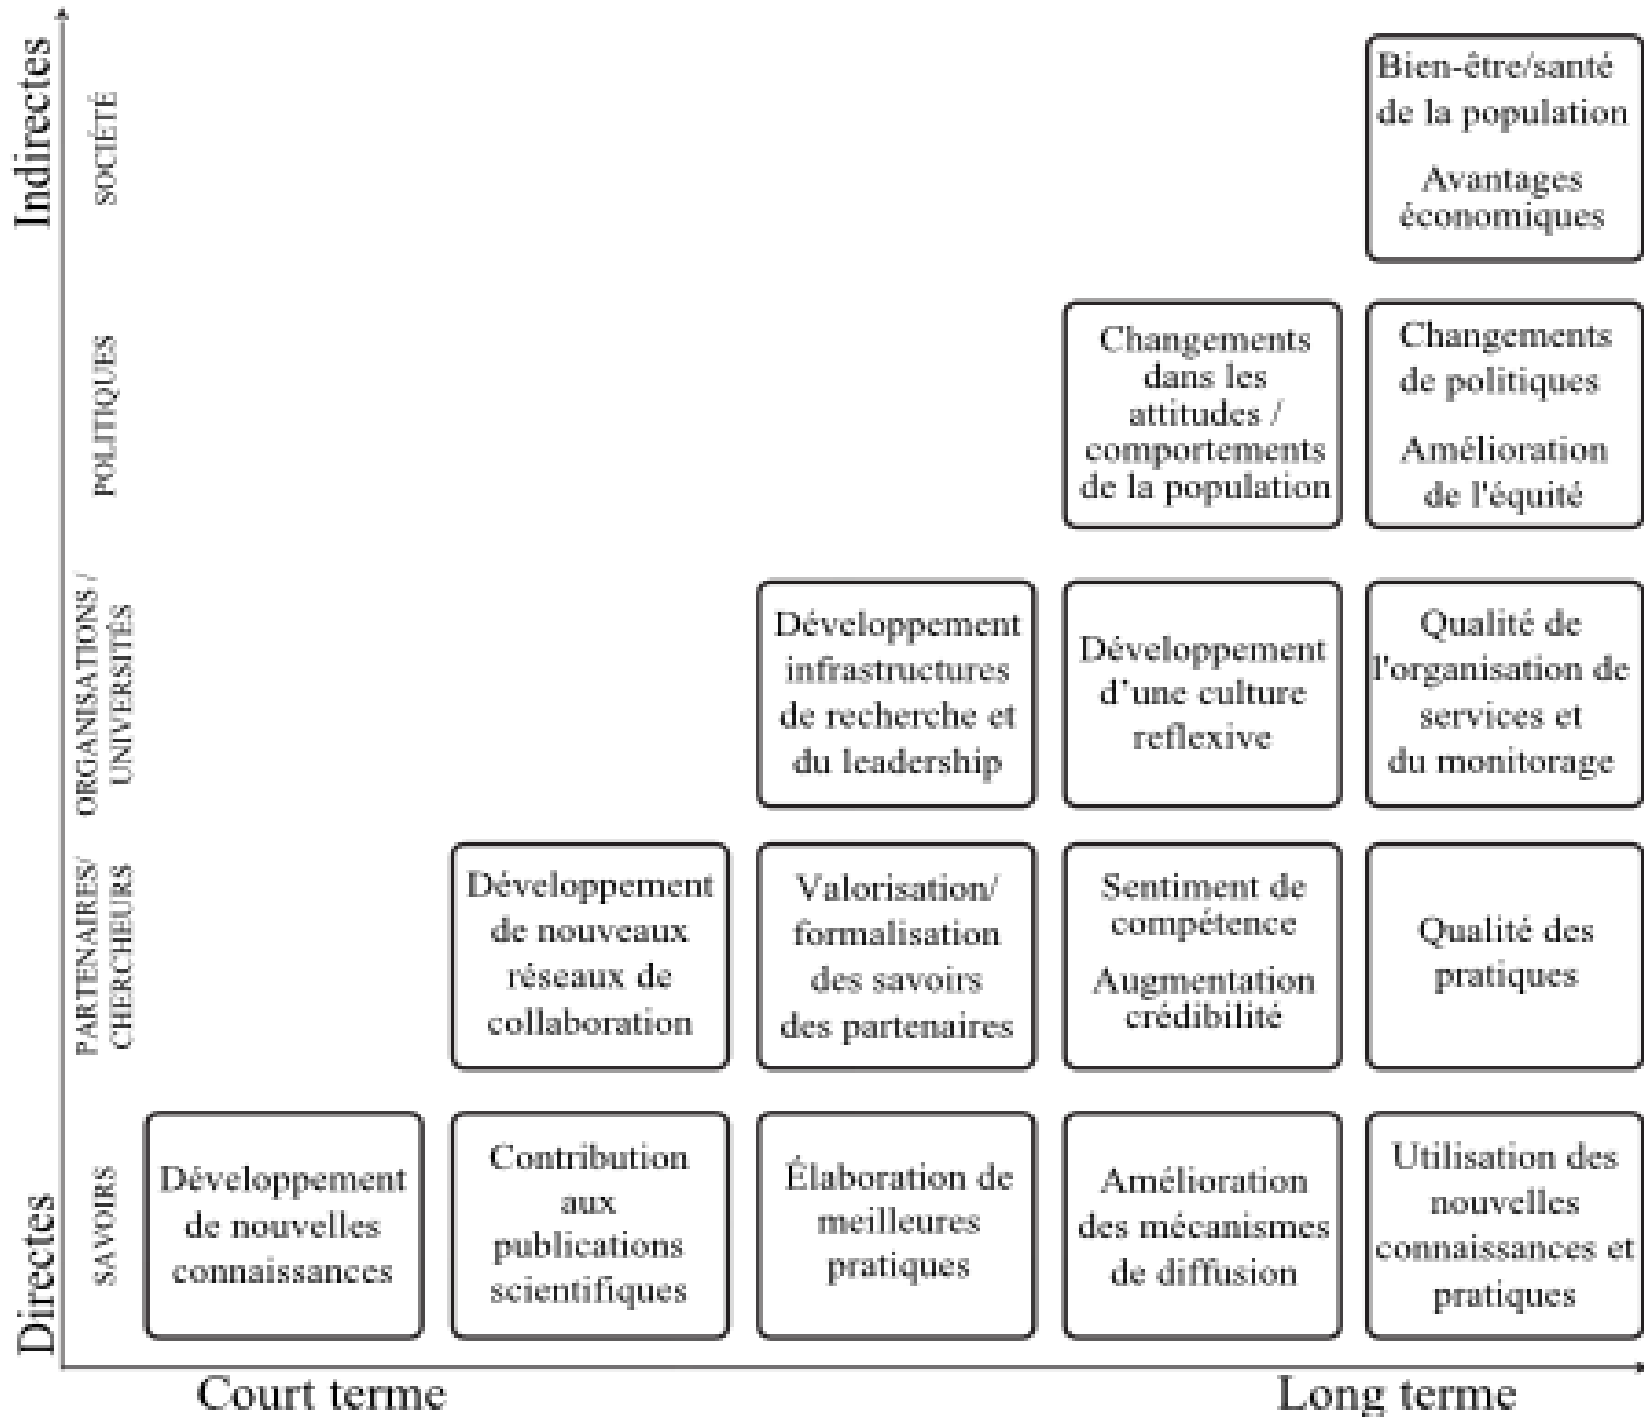 Indirectes
SOCIÉTÉ
Bien-être/santé
de la population
Avantages
économiques
POLITIQUES
Changements
dans les
attitudes /
comportements
de la population
Changements
de politiques
Amélioration
de l'équité
ORGANISATIONS /
UNIVERSITÉS
Développement
infrastructures
de recherche et
du leadership
Développement
d'une culture
reflexive
Qualité de
l'organisation de
services et
du monitorage
PARTENAIRES/
CHERCHEURS
Développement
de nouveaux
réseaux de
collaboration
Valorisation/
formalisation
des savoirs
des partenaires
Sentiment de
compétence
Augmentation
crédibilité
Qualité des
pratiques
Directes
SAVOIRS
Développement
de nouvelles
connaissances
Contribution
aux
publications
scientifiques
Élaboration de
meilleures
pratiques
Amélioration
des mécanismes
de diffusion
Utilisation des
nouvelles
connaissances et
pratiques
Court terme
Long terme